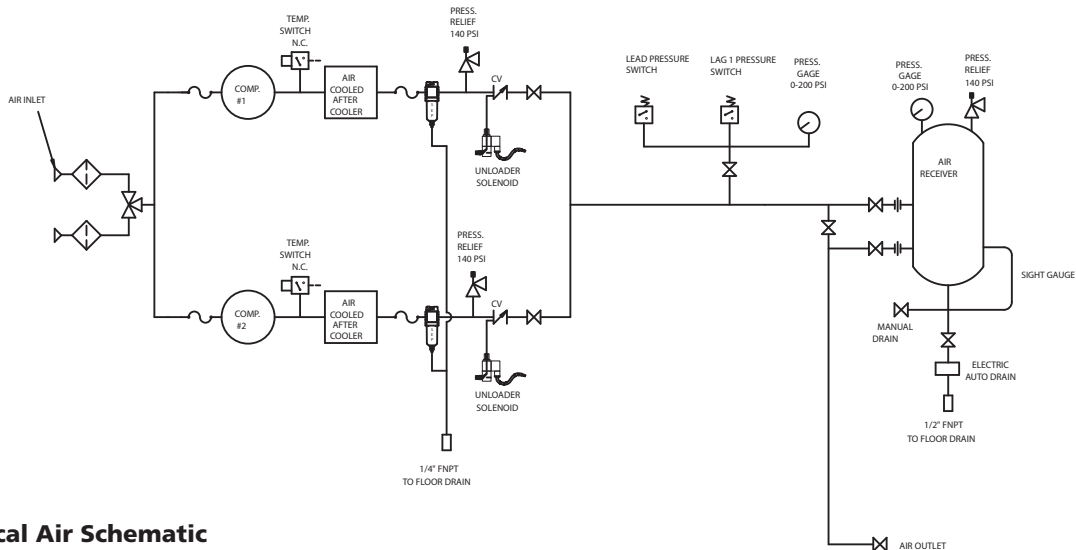 TEMP.
SWITCH
N.C.
PRESS.
RELIEF
140 PSI
AIR INLET
COMP.
#1
AIR
COOLED
AFTER
COOLER
CV
UNLOADER
SOLENOID
LEAD PRESSURE
SWITCH
LAG 1 PRESSURE
SWITCH
PRESS.
GAGE
0-200 PSI
PRESS.
GAGE
0-200 PSI
PRESS.
RELIEF
140 PSI
AIR
RECEIVER
TEMP.
SWITCH
N.C.
PRESS.
RELIEF
140 PSI
COMP.
#2
AIR
COOLED
AFTER
COOLER
CV
UNLOADER
SOLENOID
SIGHT GAUGE
MANUAL
DRAIN
ELECTRIC
AUTO DRAIN
1/2" FNPT
TO FLOOR DRAIN
1/4" FNPT
TO FLOOR DRAIN
cal Air Schematic
AIR OUTLET